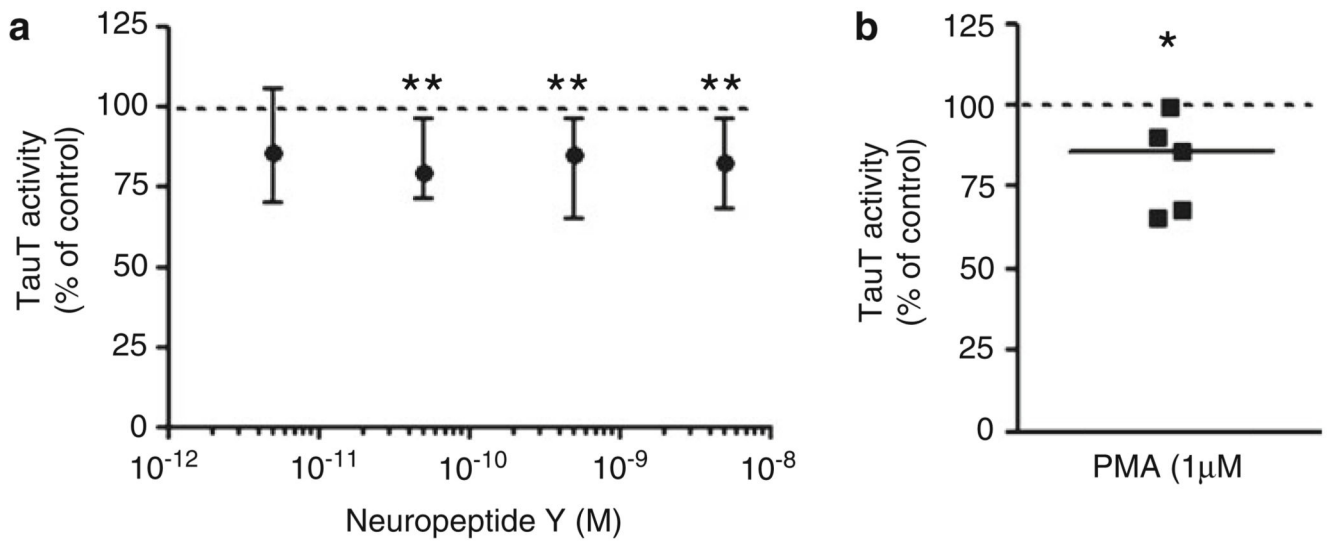 a
125
100
75
50
25
0
TauT activity
(% of control)
** ** **
10-12 10-11 10-10 10-9 10-8
Neuropeptide Y (M)
b
125
100
75
50
25
0
TauT activity
(% of control)
*
PMA (1μM